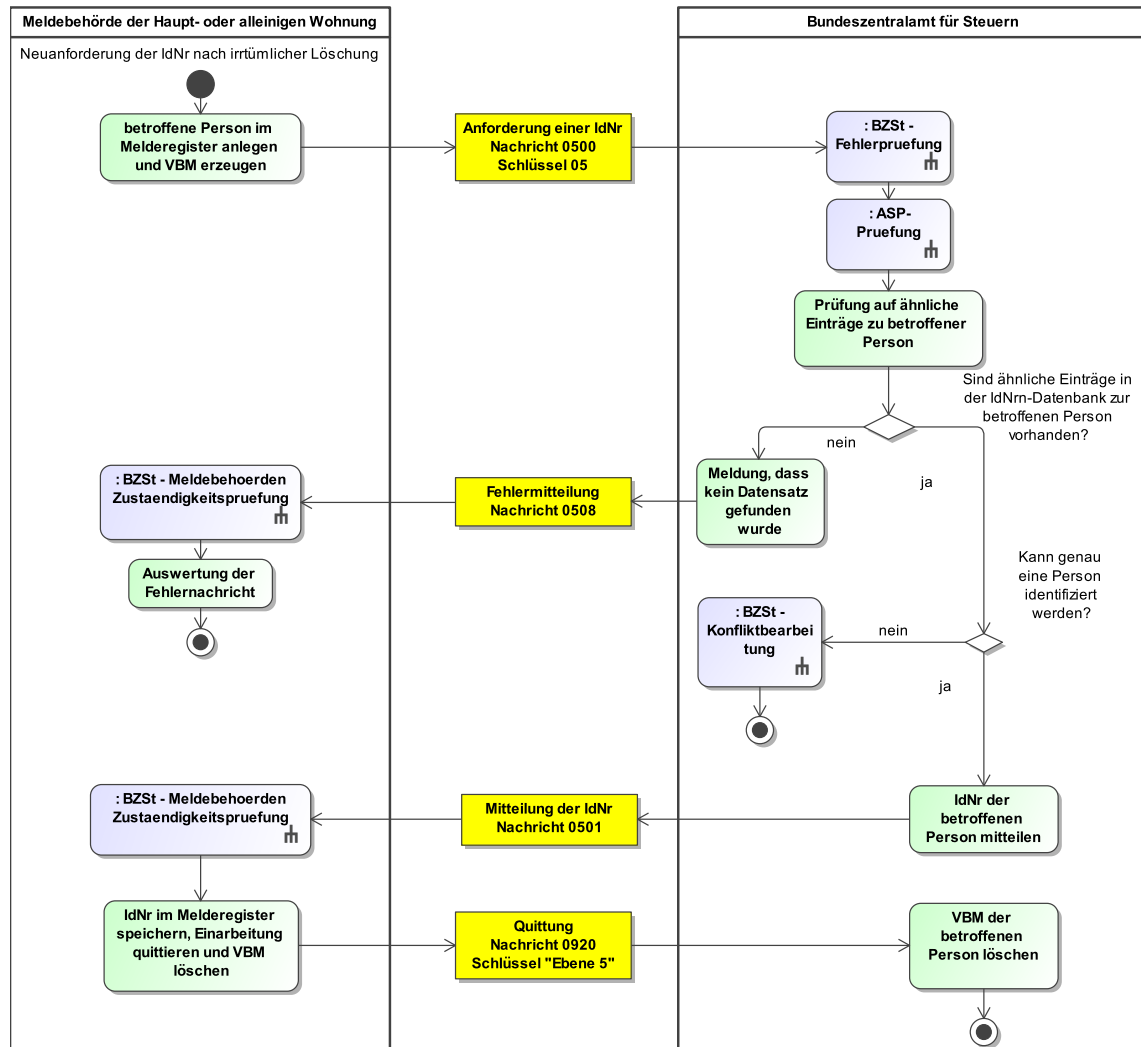 Meldebehörde der Haupt- oder alleinigen Wohnung
Bundeszentralamt für Steuern
Neuanforderung der IdNr nach irrtümlicher Löschung
betroffene Person im
Melderegister anlegen
und VBM erzeugen
Anforderung einer IdNr
Nachricht 0500
Schlüssel 05
: BZSt -
Fehlerpruefung
: ASP-
Pruefung
Prüfung auf ähnliche
Einträge zu betroffener
Person
Sind ähnliche Einträge in
der IdNrn-Datenbank zur
betroffenen Person
vorhanden?
nein
ja
Meldung, dass
kein Datensatz
gefunden
wurde
Fehlermitteilung
Nachricht 0508
: BZSt - Meldebehoerden
Zustaendigkeitspruefung
Auswertung der
Fehlernachricht
Kann genau
eine Person
identifiziert
werden?
nein
ja
: BZSt -
Konfliktbearbei
tung
IdNr der
betroffenen
Person mitteilen
Mitteilung der IdNr
Nachricht 0501
: BZSt - Meldebehoerden
Zustaendigkeitspruefung
IdNr im Melderegister
speichern, Einarbeitung
quittieren und VBM
löschen
Quittung
Nachricht 0920
Schlüssel "Ebene 5"
VBM der
betroffenen
Person löschen